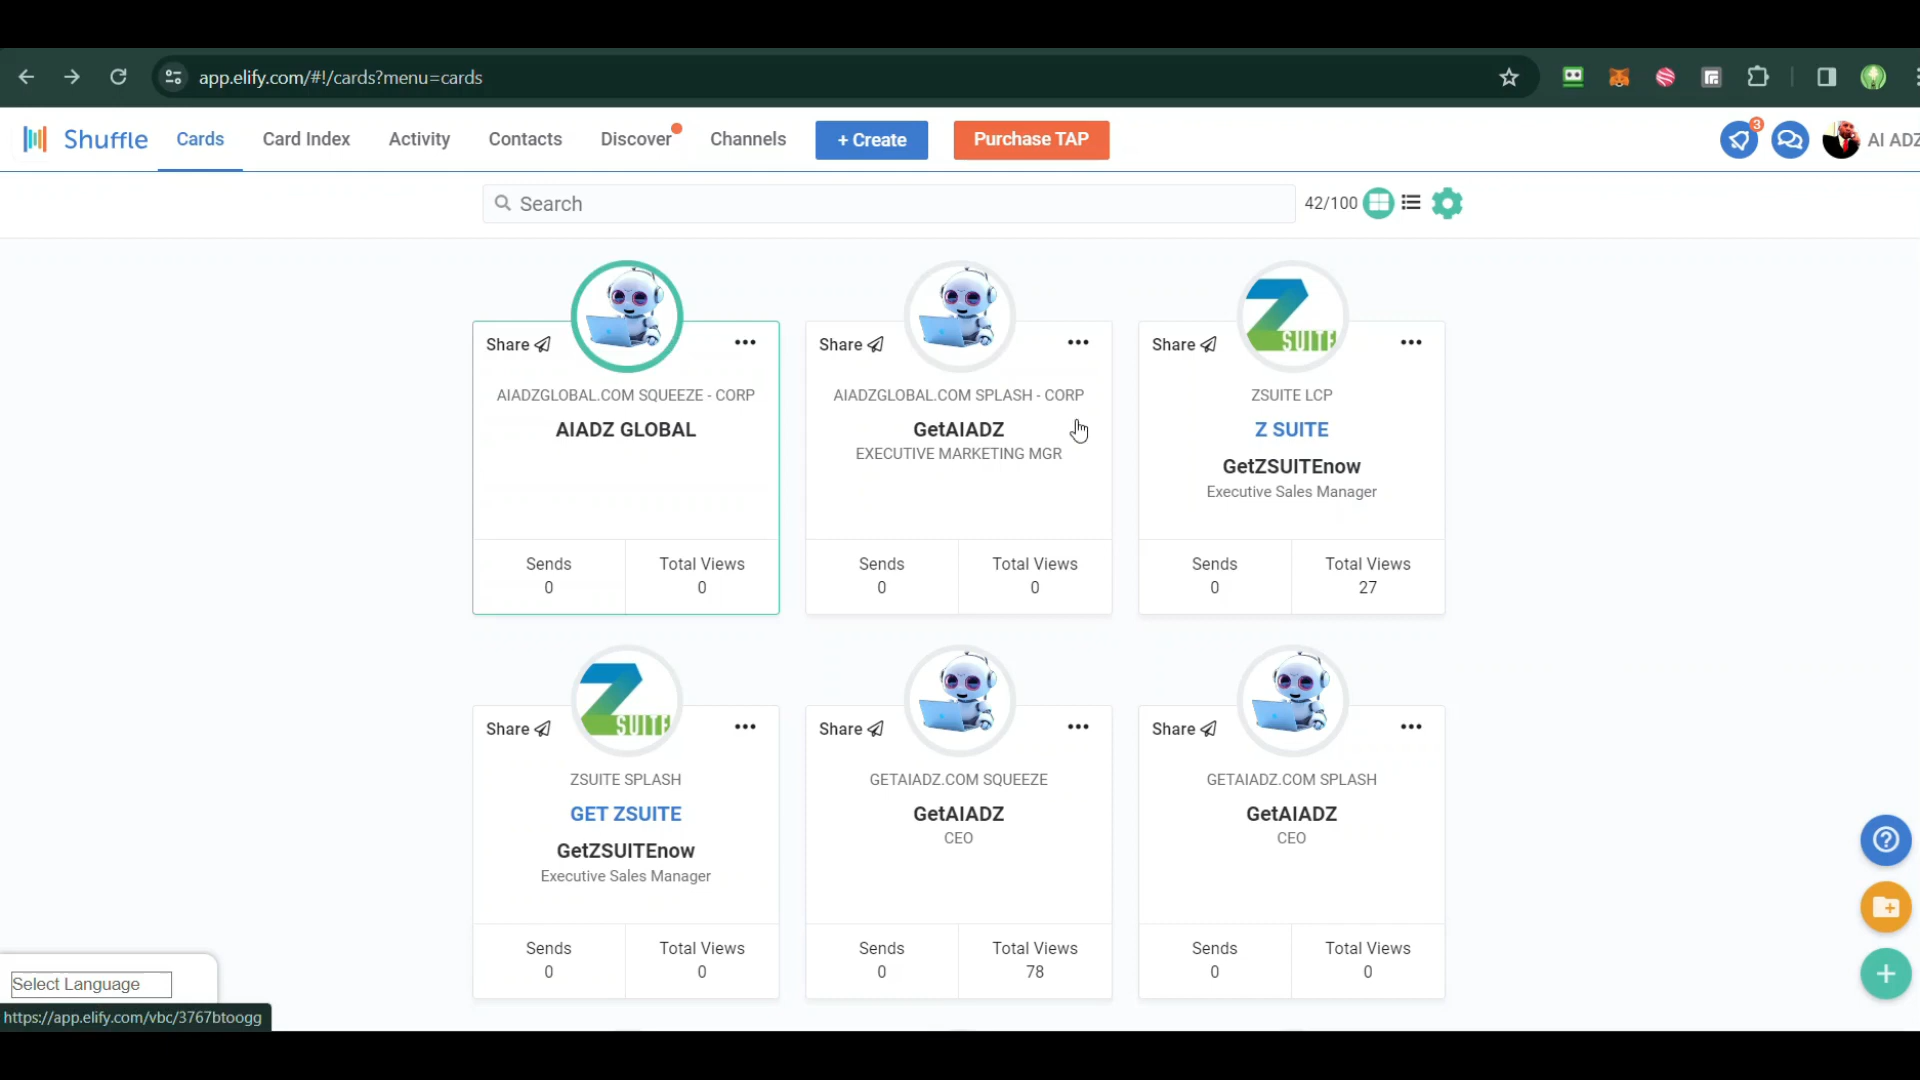 app.elify.com/#!/cards?menu=cards
Shuffle Cards Card Index Activity Contacts Discover Channels + Create Purchase TAP 3 AI ADZ
Search 42/100
Share Share Share Z SUITE
AIADZGLOBAL.COM SQUEEZE - CORP AIADZGLOBAL.COM SPLASH - CORP ZSUITE LCP
AIADZ GLOBAL GetAIADZ Z SUITE
EXECUTIVE MARKETING MGR GetZSUITEnow
Executive Sales Manager
Sends Total Views Sends Total Views Sends Total Views
0 0 0 0 0 27
Share Z SUITE Share Share
ZSUITE SPLASH GETAIADZ.COM SQUEEZE GETAIADZ.COM SPLASH
GET ZSUITE GetAIADZ GetAIADZ
GetZSUITEnow CEO CEO
Executive Sales Manager
Sends Total Views Sends Total Views Sends Total Views
0 0 0 78 0 0
Select Language
https://app.elify.com/vbc/3767btoogg